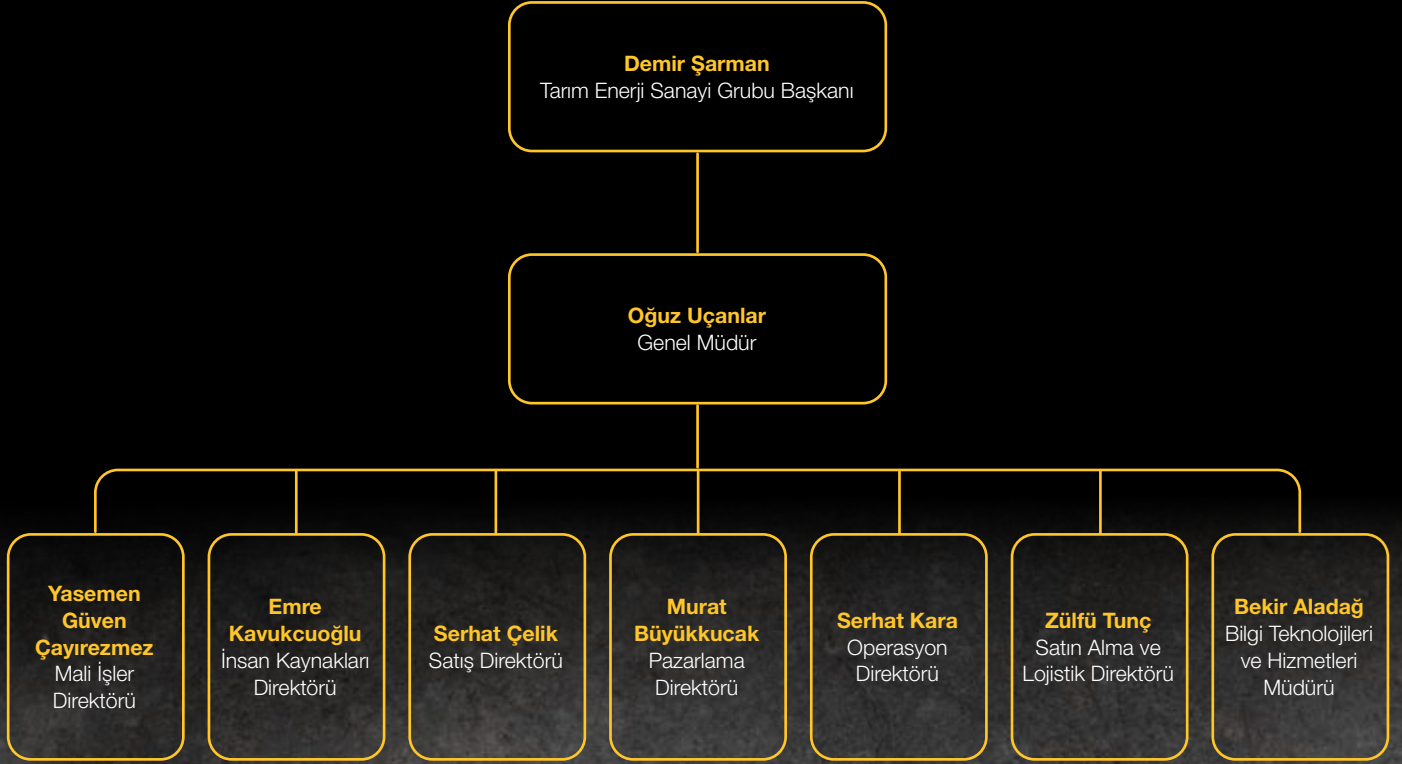 Demir Şarman
Tarım Enerji Sanayi Grubu Başkanı
Oğuz Uçanlar
Genel Müdür
Yasemen
Güven
Çayırezmez
Mali İşler
Direktörü
Emre
Kavukcuoğlu
İnsan Kaynakları
Direktörü
Serhat Çelik
Satış Direktörü
Murat
Büyükkucak
Pazarlama
Direktörü
Serhat Kara
Operasyon
Direktörü
Zülfü Tunç
Satın Alma ve
Lojistik Direktörü
Bekir Aladağ
Bilgi Teknolojileri
ve Hizmetleri
Müdürü